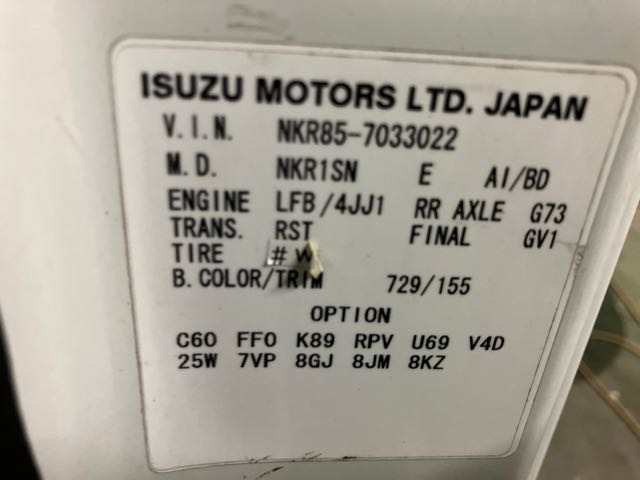 ISUZU MOTORS LTD. JAPAN
V.I.N. NKR85-7033022
M.D. NKR1SN E AI/BD
ENGINE LFB/4JJ1 RR AXLE G73
TRANS. RST FINAL GV1
TIRE # W
B.COLOR/TRIM 729/155
OPTION
C60 FF0 K89 RPV U69 V4D
25W 7VP 8GJ 8JM 8KZ